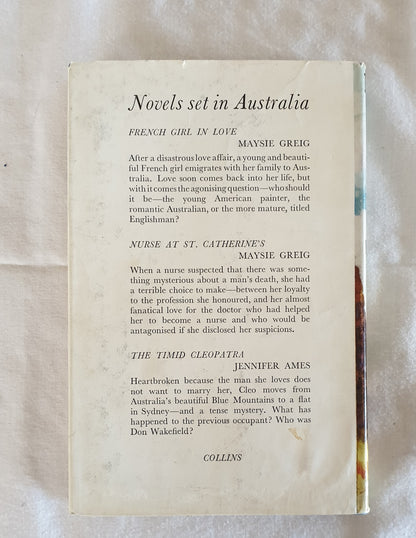 Novels set in Australia
FRENCH GIRL IN LOVE
MAYSIE GREIG
After a disastrous love affair, a young and beauti-
ful French girl emigrates with her family to Aus-
tralia. Love soon comes back into her life, but
with it comes the agonising question—who should
it be—the young American painter, the
romantic Australian, or the more mature, titled
Englishman?
NURSE AT ST. CATHERINE'S
MAYSIE GREIG
When a nurse suspected that there was some-
thing mysterious about a man's death, she had
a terrible choice to make—between her loyalty
to the profession she honoured, and her almost
fanatical love for the doctor who had helped
her to become a nurse and who would be
antagonised if she disclosed her suspicions.
THE TIMID CLEOPATRA
JENNIFER AMES
Heartbroken because the man she loves does
not want to marry her, Cleo moves from
Australia's beautiful Blue Mountains to a flat
in Sydney—and a tense mystery. What has
happened to the previous occupant? Who was
Don Wakefield?
COLLINS